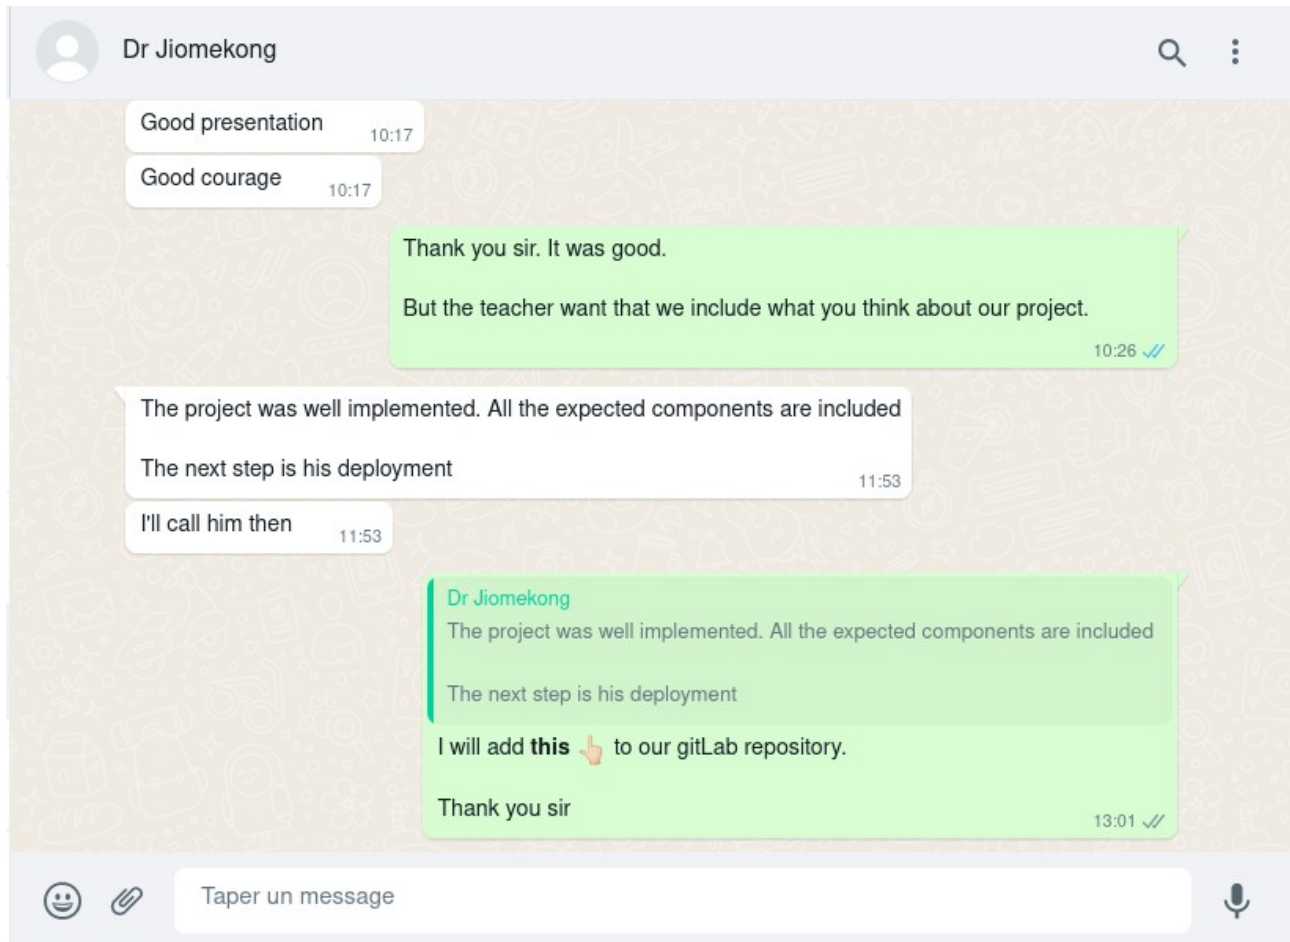 Dr Jiomekong
Good presentation
10:17
Good courage
10:17
Thank you sir. It was good.
But the teacher want that we include what you think about our project.
10:26
The project was well implemented. All the expected components are included
The next step is his deployment
11:53
I'll call him then
11:53
Dr Jiomekong
The project was well implemented. All the expected components are included
The next step is his deployment
I will add this 👆🏻 to our gitLab repository.
Thank you sir
13:01
Taper un message